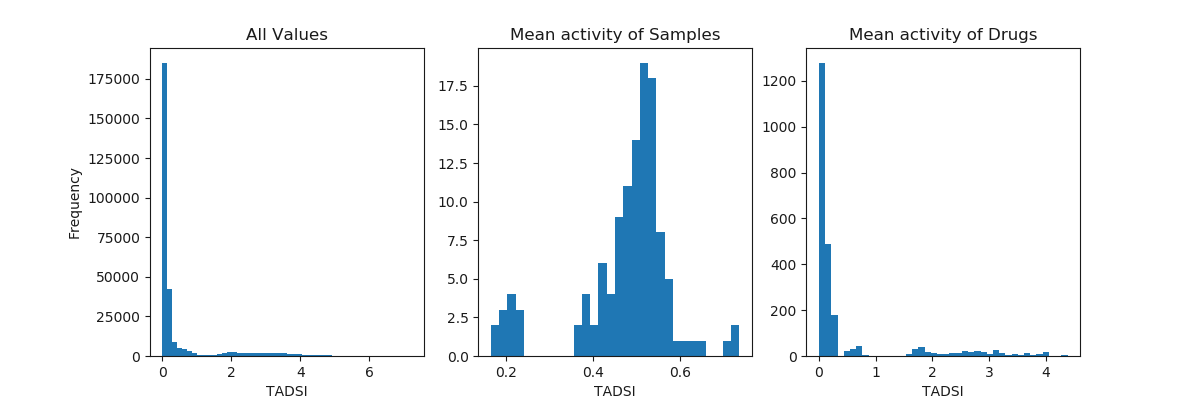 All Values
Mean activity of Samples
Mean activity of Drugs
175000
150000
125000
100000
75000
50000
25000
0
Frequency
0 2 4 6
TADSI
17.5
15.0
12.5
10.0
7.5
5.0
2.5
0.0
0.2 0.4 0.6
TADSI
1200
1000
800
600
400
200
0
0 1 2 3 4
TADSI